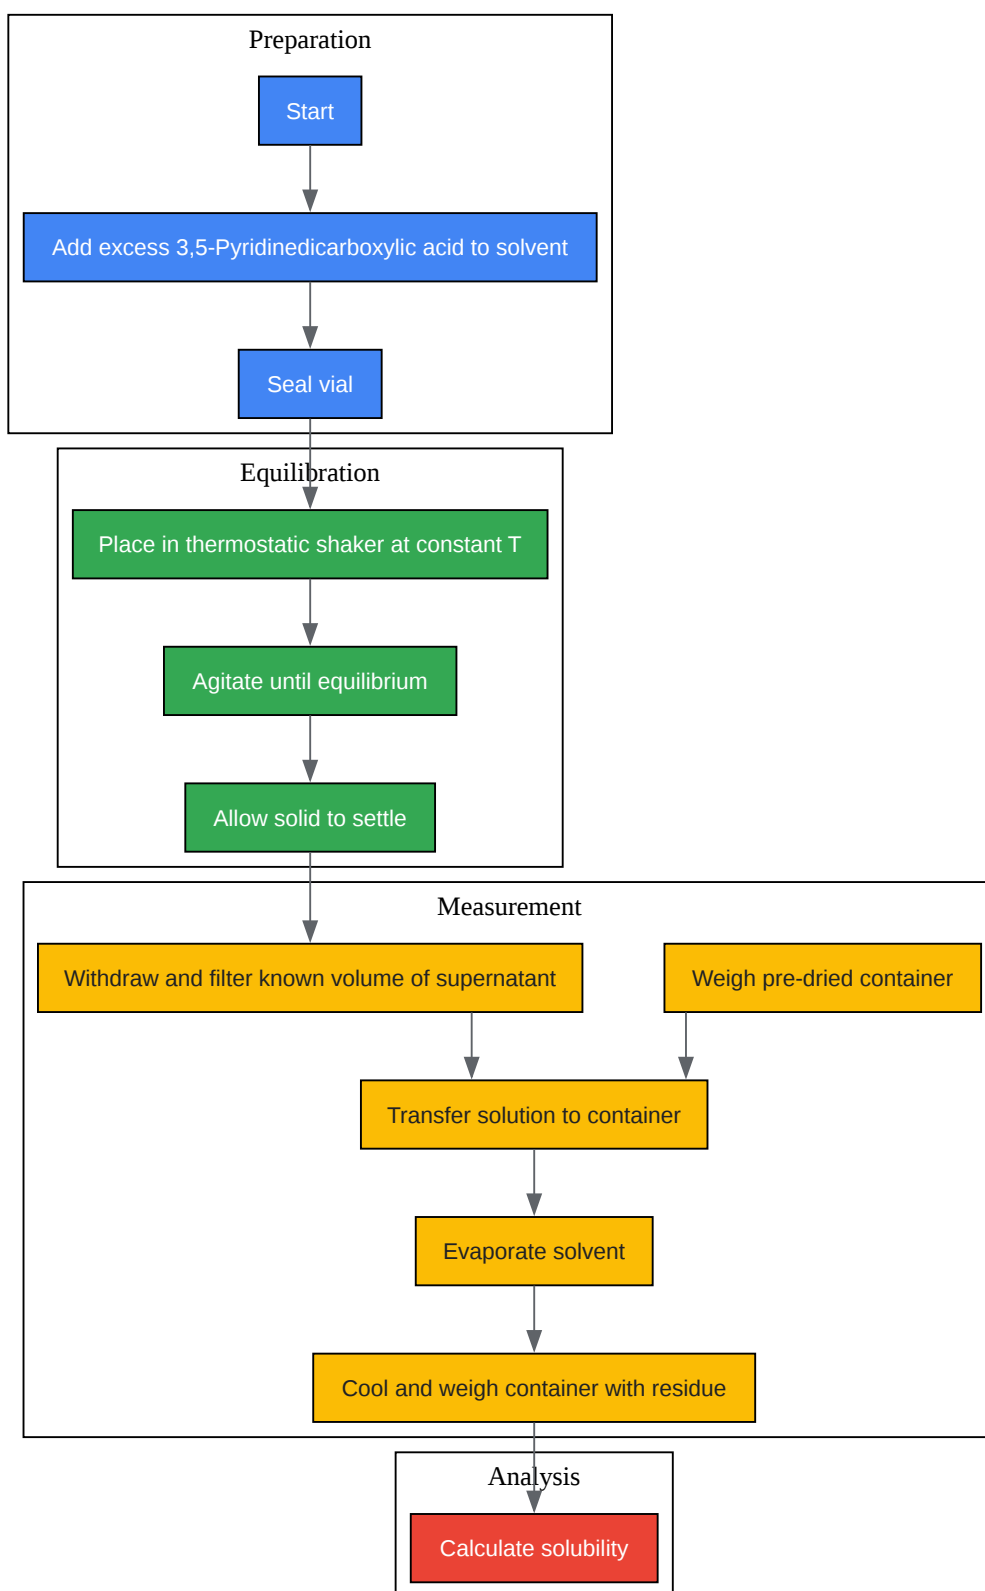 Preparation
Start
Add excess 3,5-Pyridinedicarboxylic acid to solvent
Seal vial
Equilibration
Place in thermostatic shaker at constant T
Agitate until equilibrium
Allow solid to settle
Measurement
Withdraw and filter known volume of supernatant
Weigh pre-dried container
Transfer solution to container
Evaporate solvent
Cool and weigh container with residue
Analysis
Calculate solubility